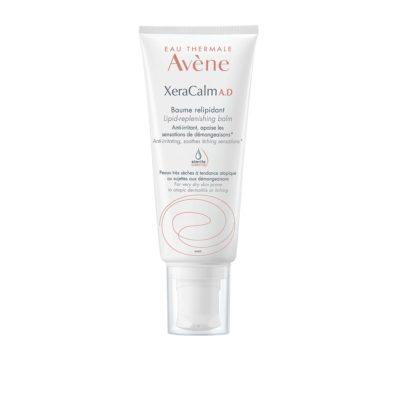 EAU THERMALE
Avène
XeraCalm A.D
Baume relipidant
Lipid-replenishing balm
Anti-irritant, apaise les
sensations de démangeaisons*
Anti-irritating, soothes itching sensations*
stérile
Peaux très sèches à tendance atopique
ou sujettes aux démangeaisons
For very dry skin prone
to atopic dermatitis or itching